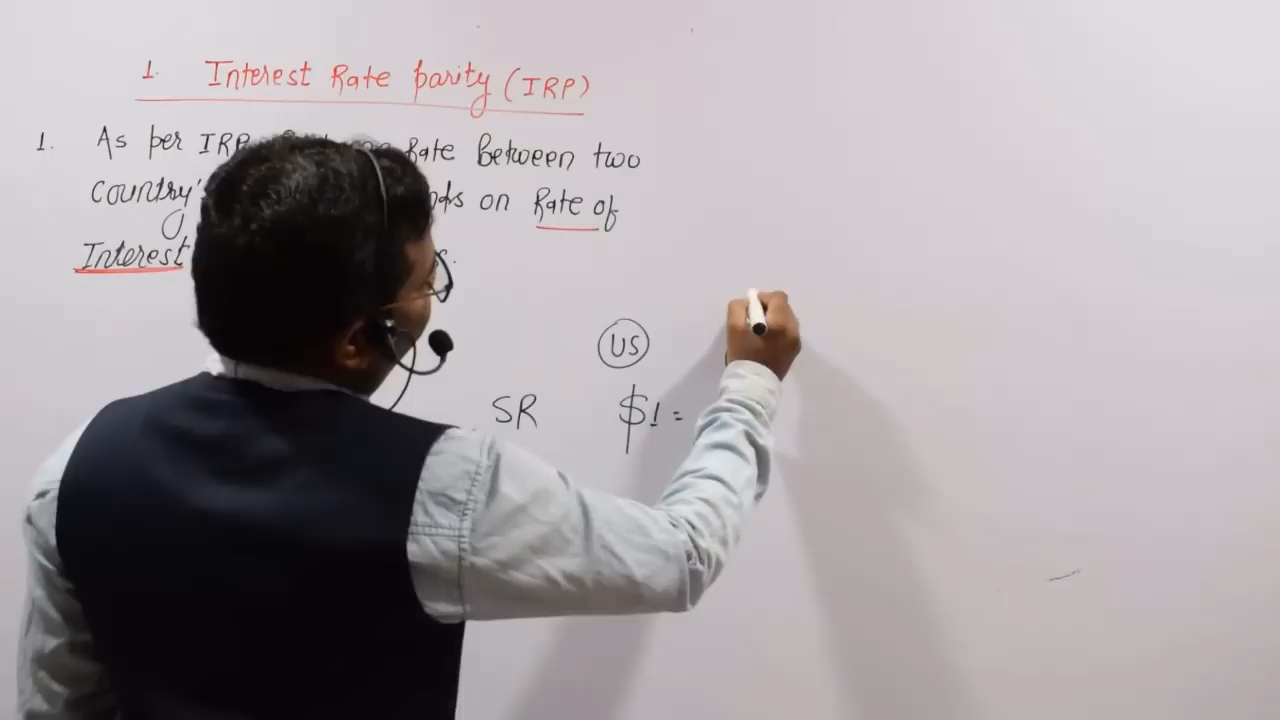 1. Interest Rate parity (IRP)
1. As per IRP Rate Between two
Country's on Rate of
Interest
US
SR $1 =